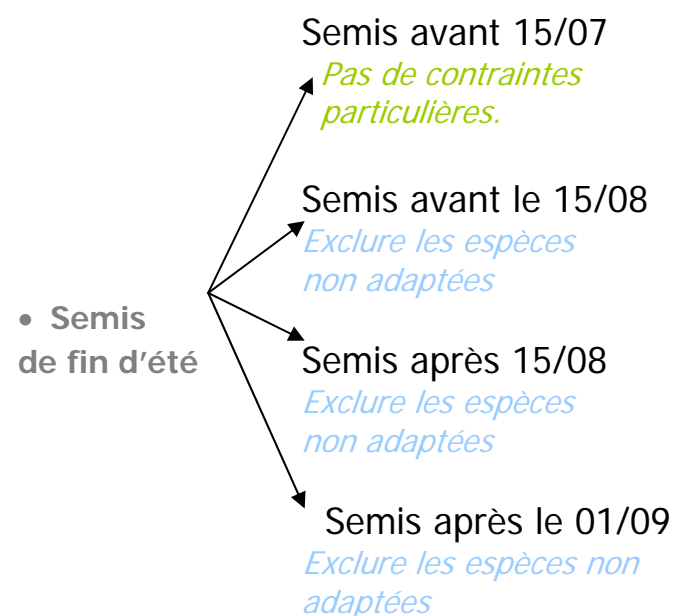 Semis avant 15/07
Pas de contraintes
particulières.
Semis avant le 15/08
Exclure les espèces
non adaptées
• Semis
de fin d'été
Semis après 15/08
Exclure les espèces
non adaptées
Semis après le 01/09
Exclure les espèces non
adaptées